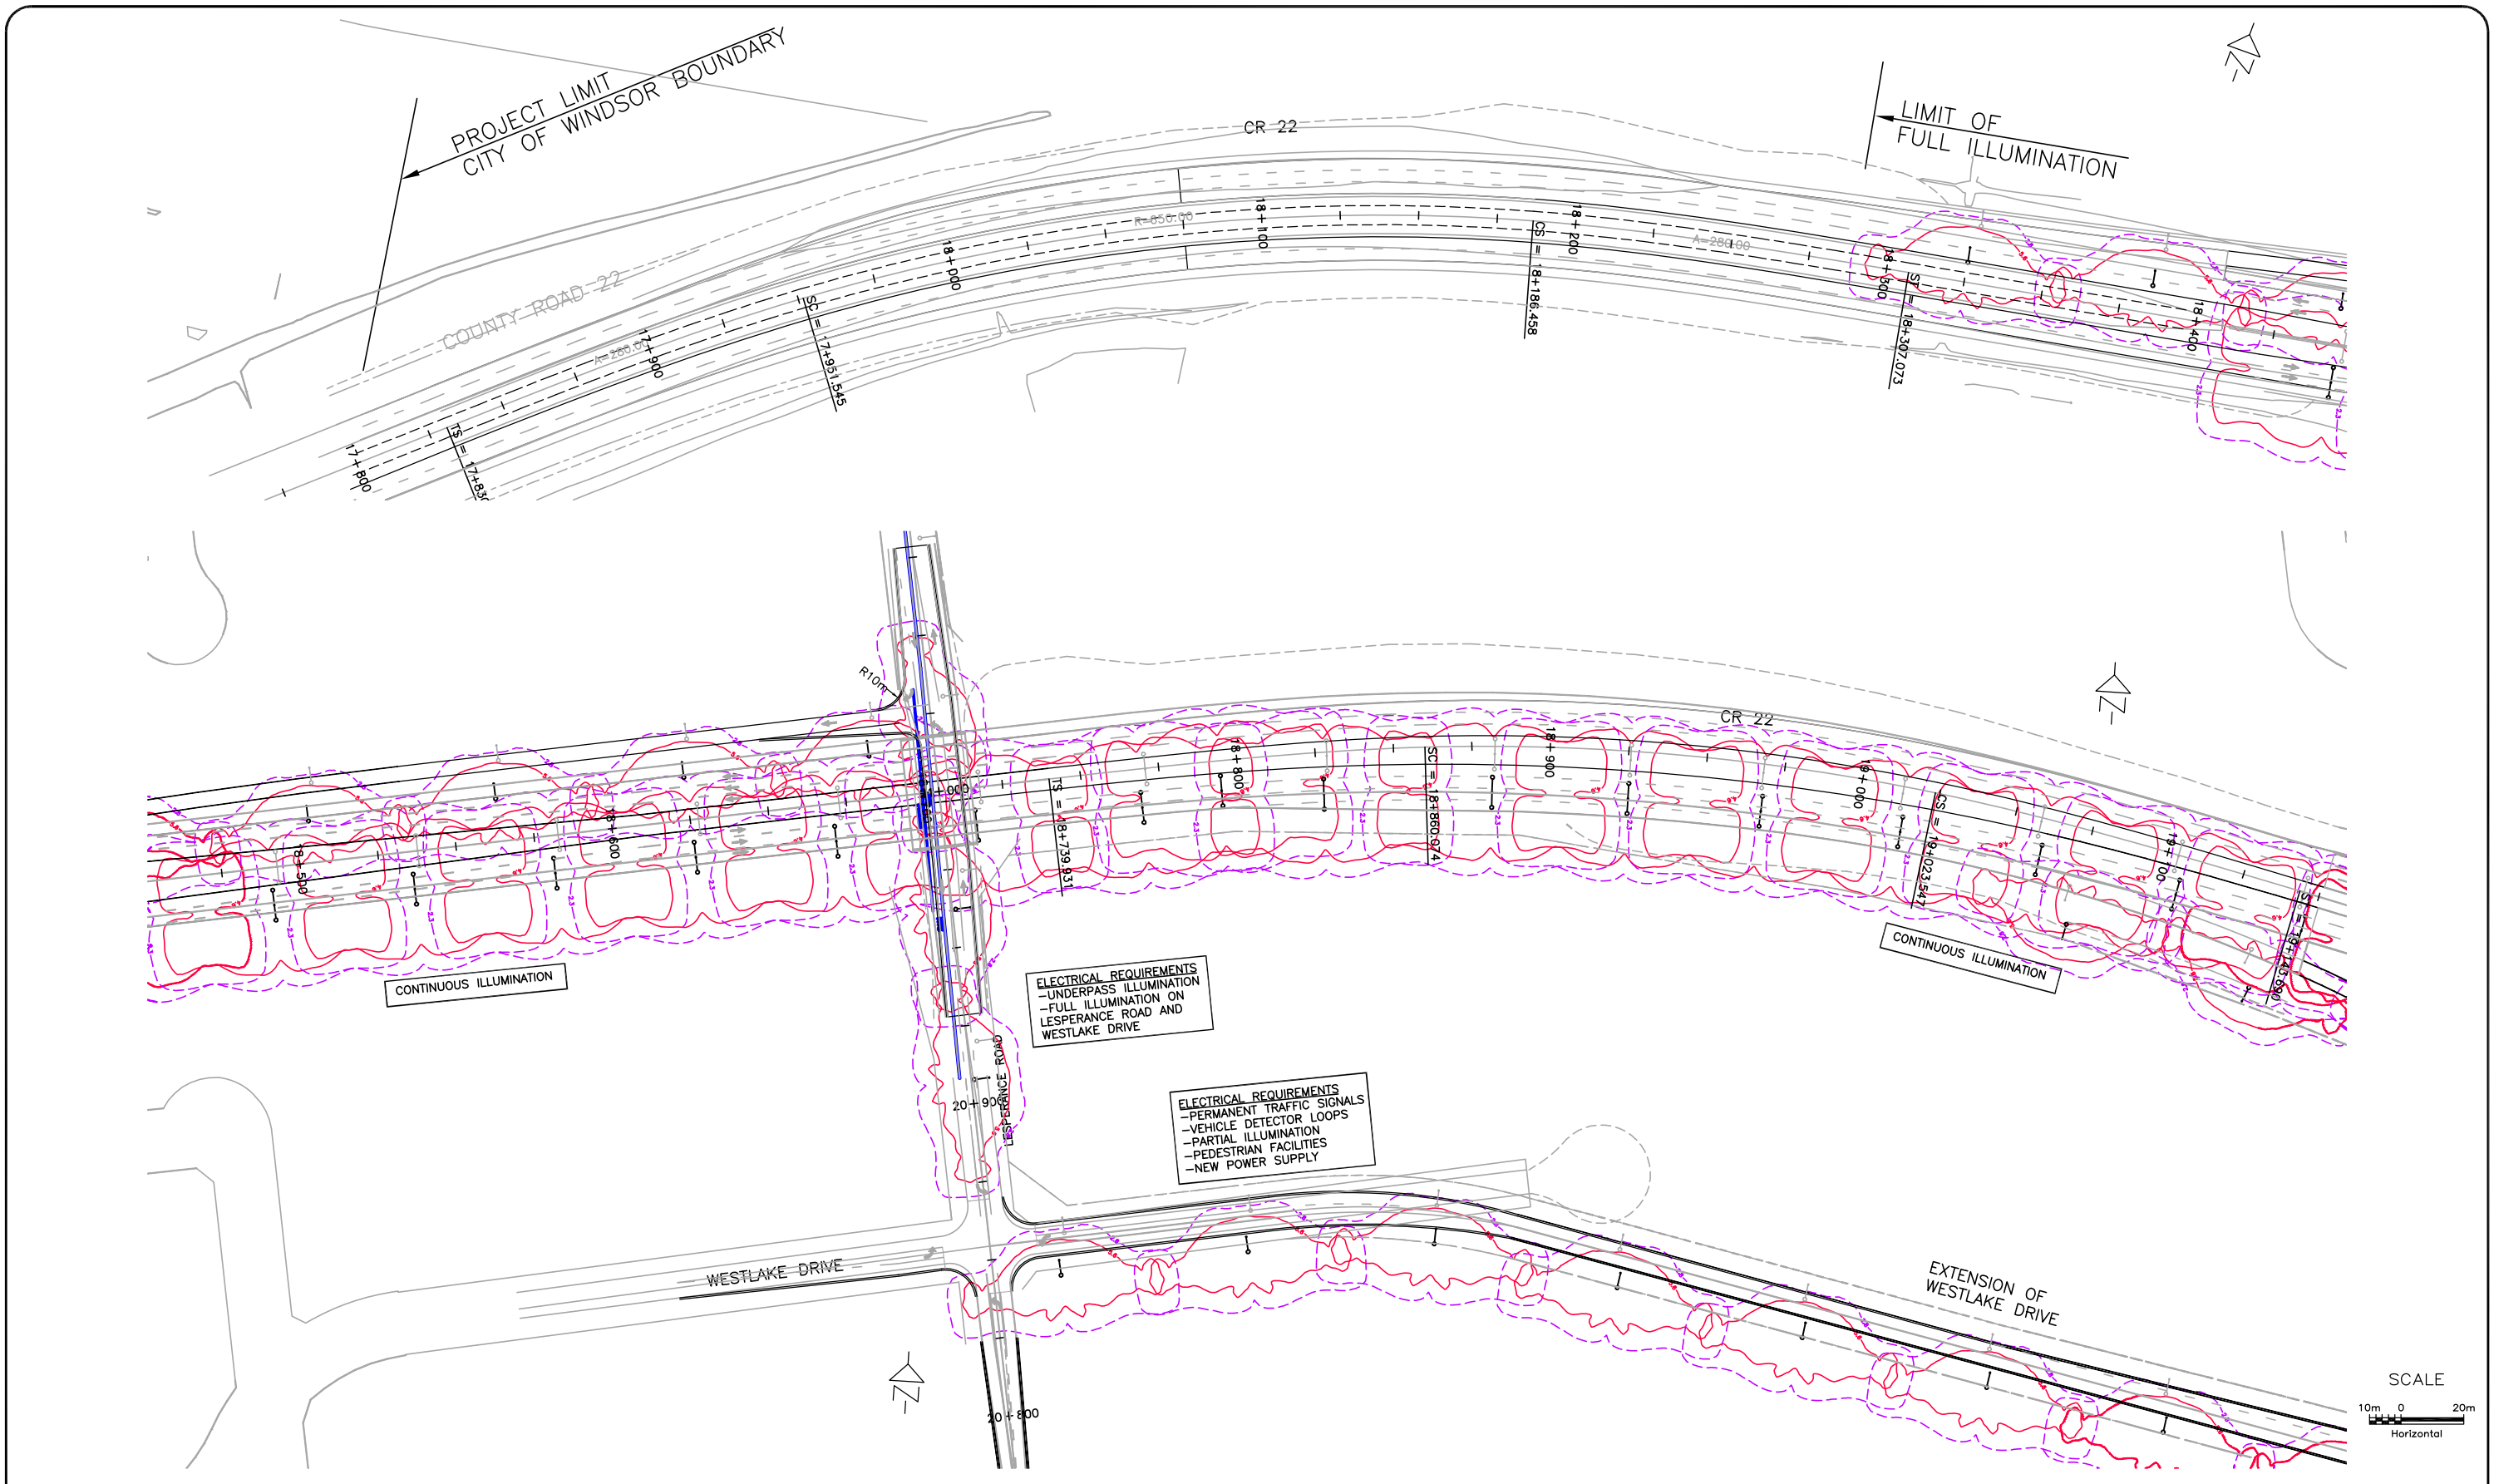 PROJECT LIMIT
CITY OF WINDSOR BOUNDARY
CR 22
LIMIT OF
FULL ILLUMINATION
COUNTY ROAD 22
R=650.00
A=280.00
A=280.00
17+800
17+900
18+000
18+100
18+200
18+300
18+400
SC = 17+951.545
CS = 18+186.458
ST = 18+307.073
R10m
CR 22
18+500
18+600
18+800
18+900
19+000
19+100
TS = 18+739.931
SC = 18+860.074
CS = 19+023.547
CONTINUOUS ILLUMINATION
CONTINUOUS ILLUMINATION
ELECTRICAL REQUIREMENTS
-UNDERPASS ILLUMINATION
-FULL ILLUMINATION ON
LESPERANCE ROAD AND
WESTLAKE DRIVE
LESPERANCE ROAD
20+900
ELECTRICAL REQUIREMENTS
-PERMANENT TRAFFIC SIGNALS
-VEHICLE DETECTOR LOOPS
-PARTIAL ILLUMINATION
-PEDESTRIAN FACILITIES
-NEW POWER SUPPLY
WESTLAKE DRIVE
EXTENSION OF
WESTLAKE DRIVE
20+800
SCALE
10m 0 20m
Horizontal